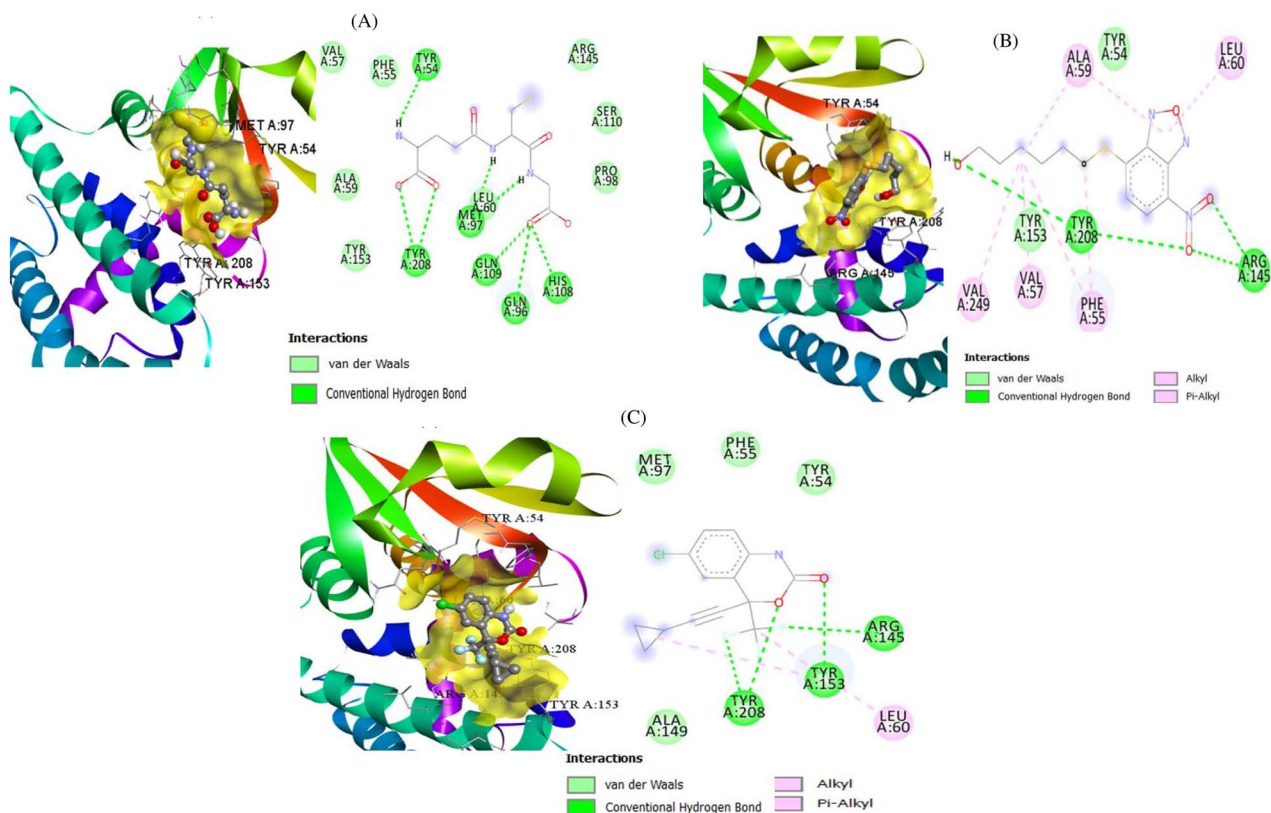 (A)
VAL
A:57
PHE
A:55
TYR
A:54
ARG
A:145
SER
A:110
PRO
A:98
ALA
A:59
TYR
A:153
LEU
A:60
MET
A:97
TYR
A:208
GLN
A:109
GLN
A:96
HIS
A:108
H
N
O
O
O
N
H
O
N
H
O
O
MET A:97
TYR A:54
TYR A: 208
TYR A:153
Interactions
van der Waals
Conventional Hydrogen Bond
(B)
TYR A:54
TYR A:208
ARG A:145
ALA
A:59
TYR
A:54
LEU
A:60
H
O
N
O
N
N
O
O
TYR
A:153
TYR
A:208
ARG
A:145
VAL
A:249
VAL
A:57
PHE
A:55
Interactions
van der Waals
Alkyl
Conventional Hydrogen Bond
Pi-Alkyl
(C)
TYR A:54
TYR A:208
TYR A:153
MET
A:97
PHE
A:55
TYR
A:54
Cl
N
O
O
ARG
A:145
TYR
A:153
TYR
A:208
LEU
A:60
ALA
A:149
Interactions
van der Waals
Alkyl
Conventional Hydrogen Bond
Pi-Alkyl